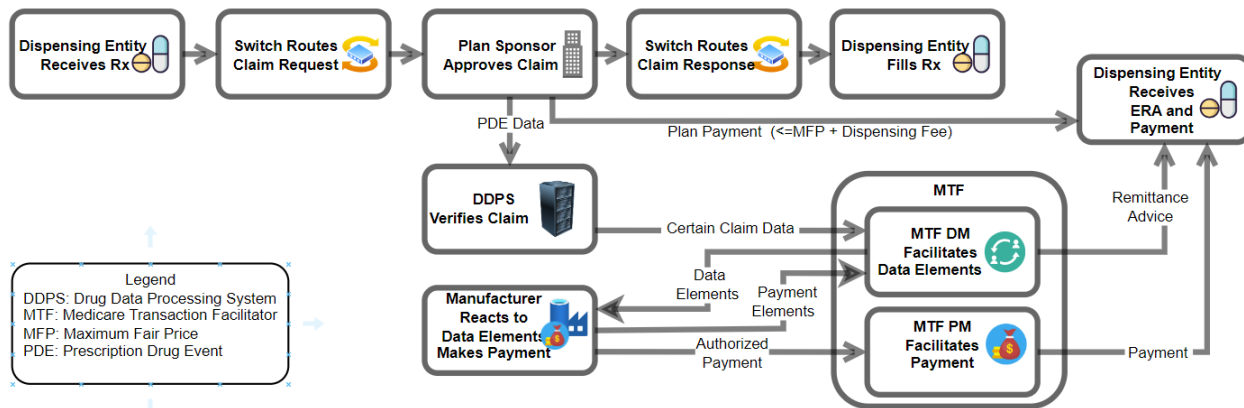 Dispensing Entity
Receives Rx
Switch Routes
Claim Request
Plan Sponsor
Approves Claim
Switch Routes
Claim Response
Dispensing Entity
Fills Rx
Dispensing Entity
Receives
ERA and
Payment
PDE Data
Plan Payment (<=MFP + Dispensing Fee)
DDPS
Verifies Claim
MTF
Remittance
Advice
Certain Claim Data
MTF DM
Facilitates
Data Elements
Data
Elements
Payment
Elements
Manufacturer
Reacts to
Data Elements
Makes Payment
Authorized
Payment
MTF PM
Facilitates
Payment
Payment
Legend
DDPS: Drug Data Processing System
MTF: Medicare Transaction Facilitator
MFP: Maximum Fair Price
PDE: Prescription Drug Event